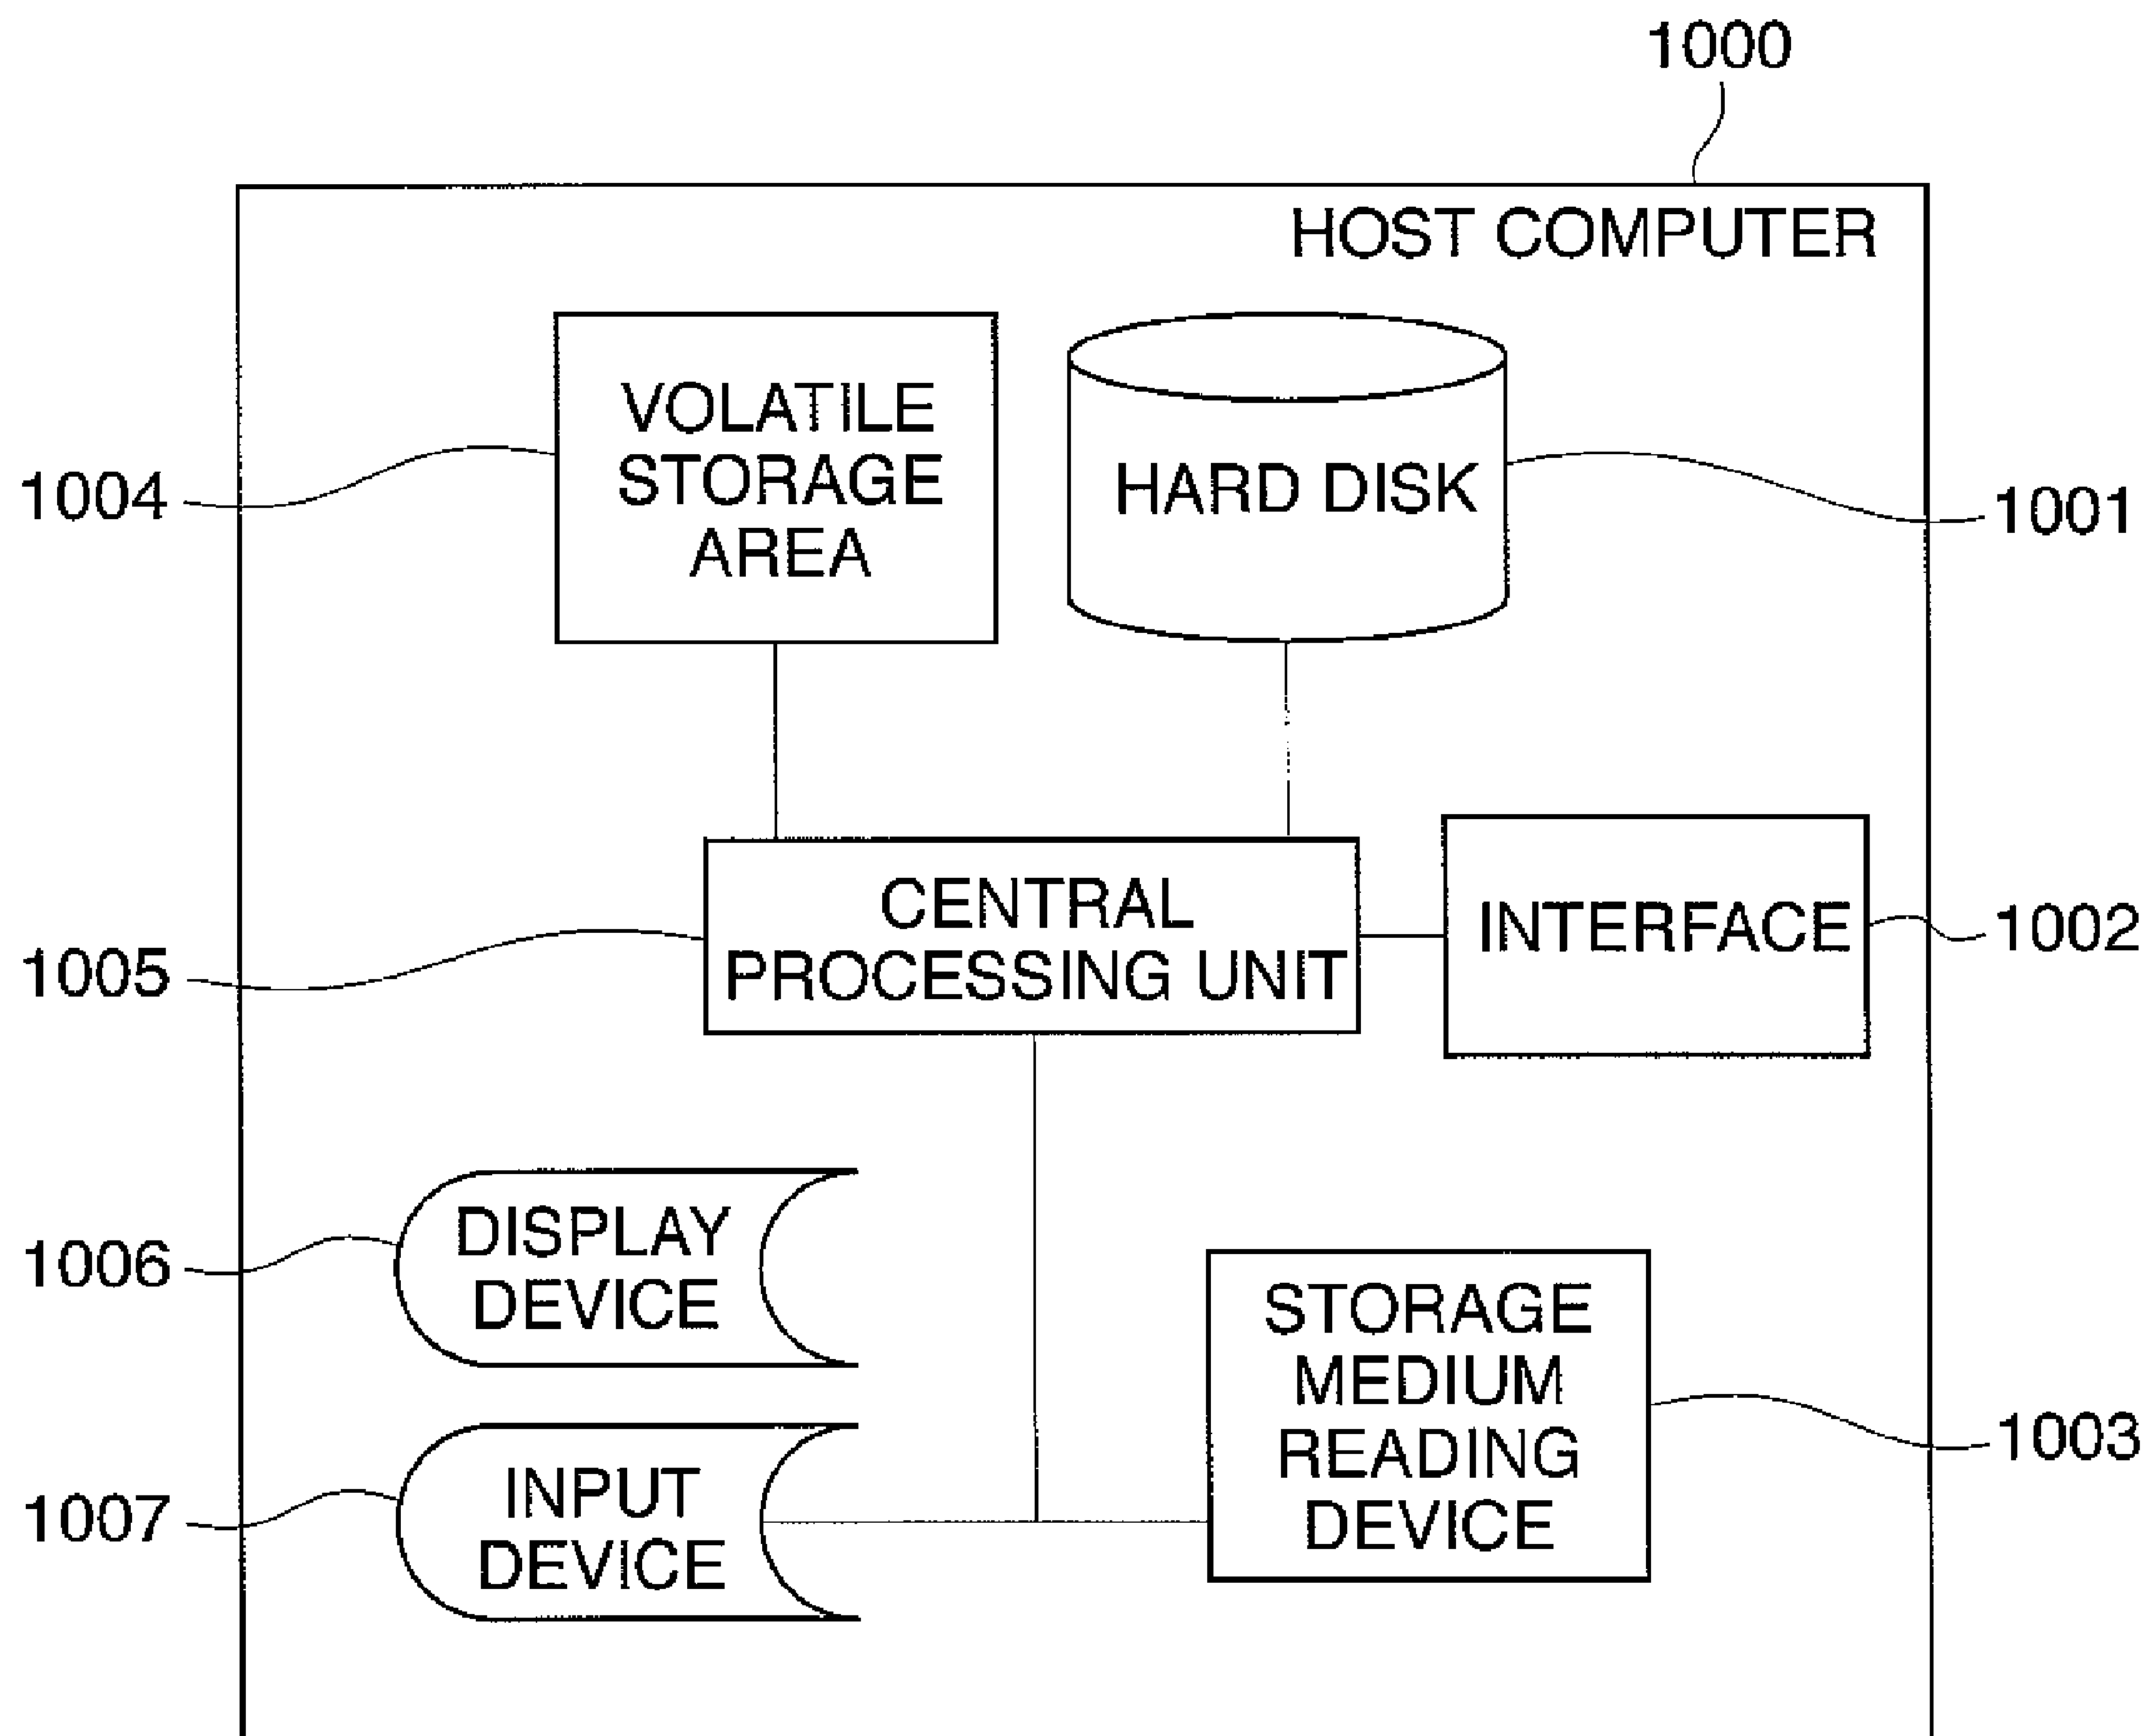 1000
HOST COMPUTER
VOLATILE
STORAGE
AREA
HARD DISK
1004
1001
CENTRAL
PROCESSING UNIT
INTERFACE
1005
1002
DISPLAY
DEVICE
1006
STORAGE
MEDIUM
READING
DEVICE
1003
INPUT
DEVICE
1007